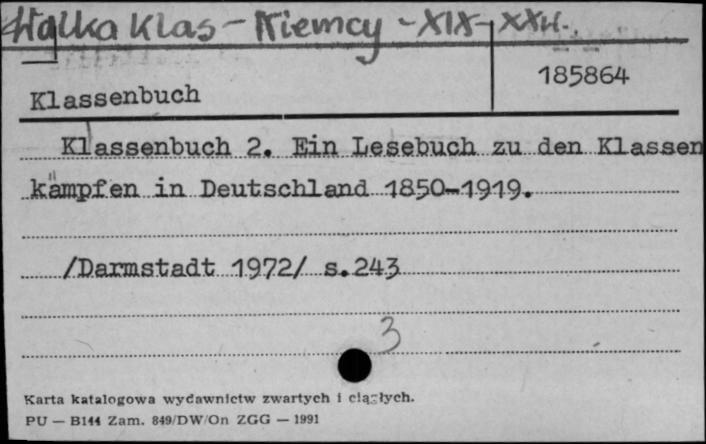 Walka Klas - Niemcy - XIX-XXw.
185864
Klassenbuch
Klassenbuch 2. Ein Lesebuch zu den Klassen
kämpfen in Deutschland 1850-1919.
/Darmstadt 1972/ s.243
3
Karta katalogowa wydawnictw zwartych i ciągłych.
PU — B144 Zam. 849/DW/On ZGG — 1991